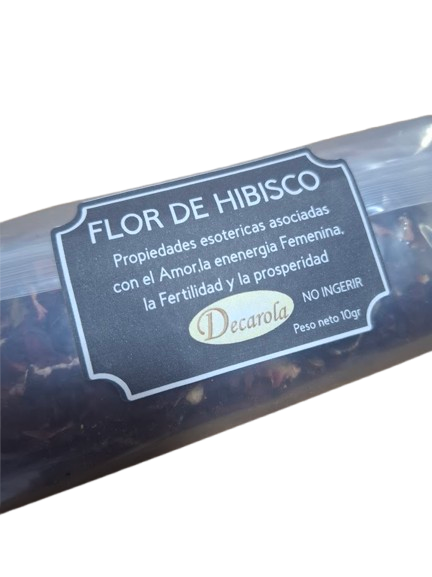 FLOR DE HIBISCO
Propiedades esotericas asociadas
con el Amor,la enenergia Femenina,
la Fertilidad y la prosperidad
Decarola
NO INGERIR
Peso neto 10gr